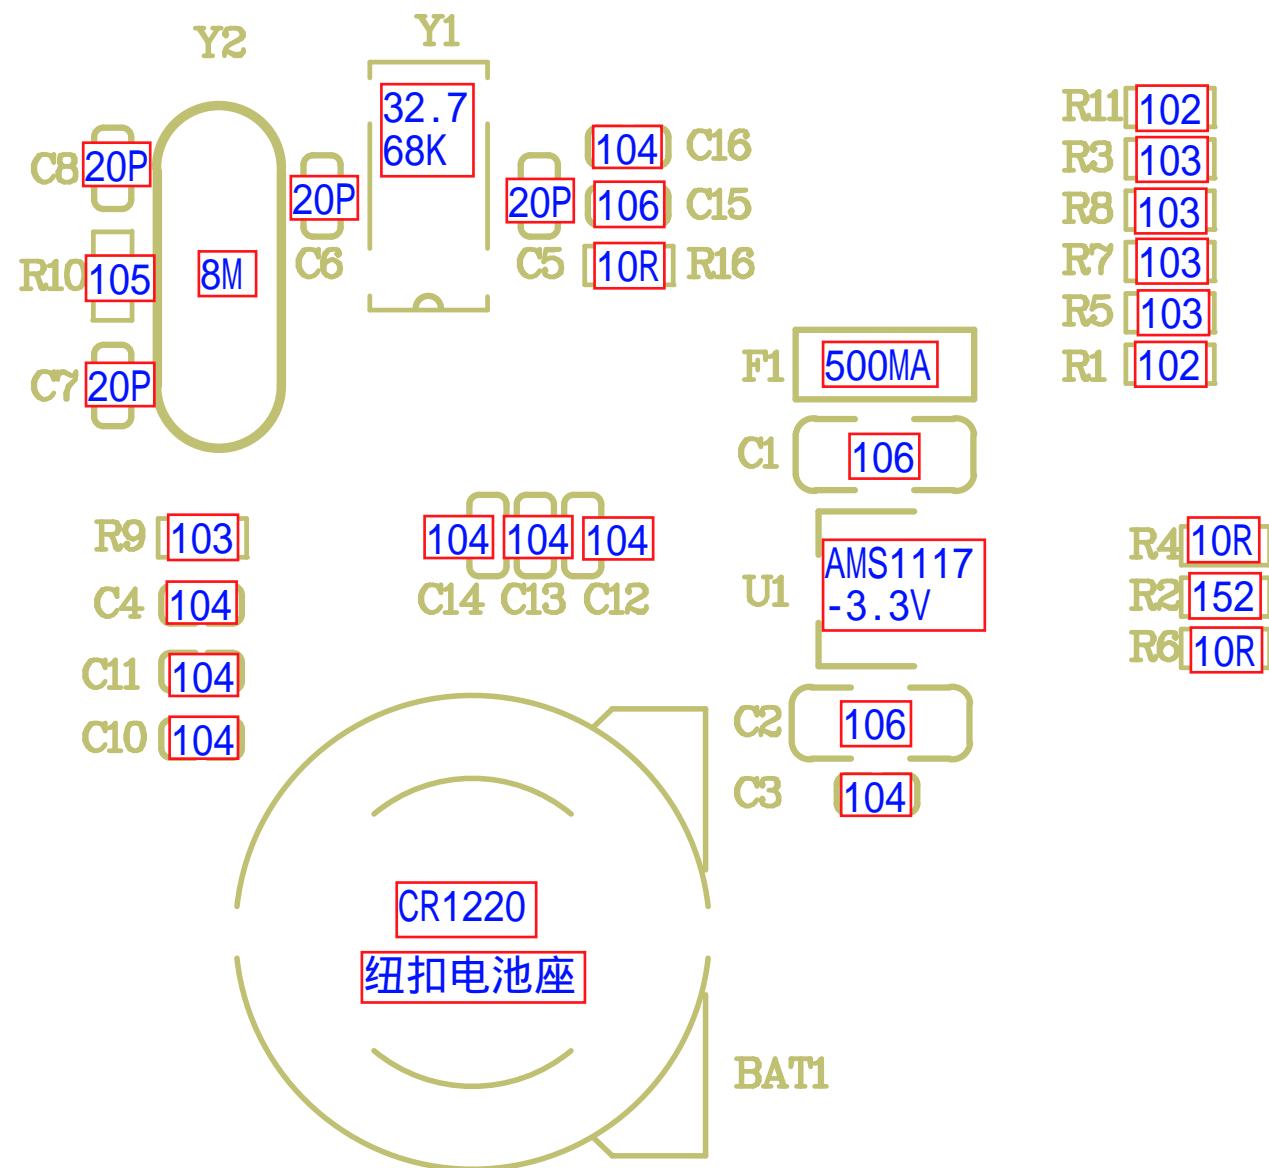 Y2
Y1
32.7
68K
C8
20P
20P
C6
20P
C5
104
C16
106
C15
10R
R16
R10
105
8M
C7
20P
R11
102
R3
103
R8
103
R7
103
R5
103
R1
102
F1
500MA
C1
106
R9
103
C4
104
C11
104
C10
104
104
104
104
C14
C13
C12
U1
AMS1117
-3.3V
R4
10R
R2
152
R6
10R
C2
106
C3
104
CR1220
纽扣电池座
BAT1